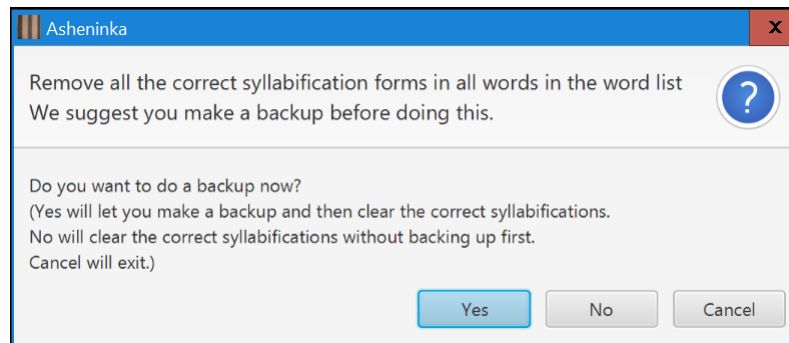 Asheninka
Remove all the correct syllabification forms in all words in the word list
We suggest you make a backup before doing this.
?
Do you want to do a backup now?
(Yes will let you make a backup and then clear the correct syllabifications.
No will clear the correct syllabifications without backing up first.
Cancel will exit.)
Yes No Cancel